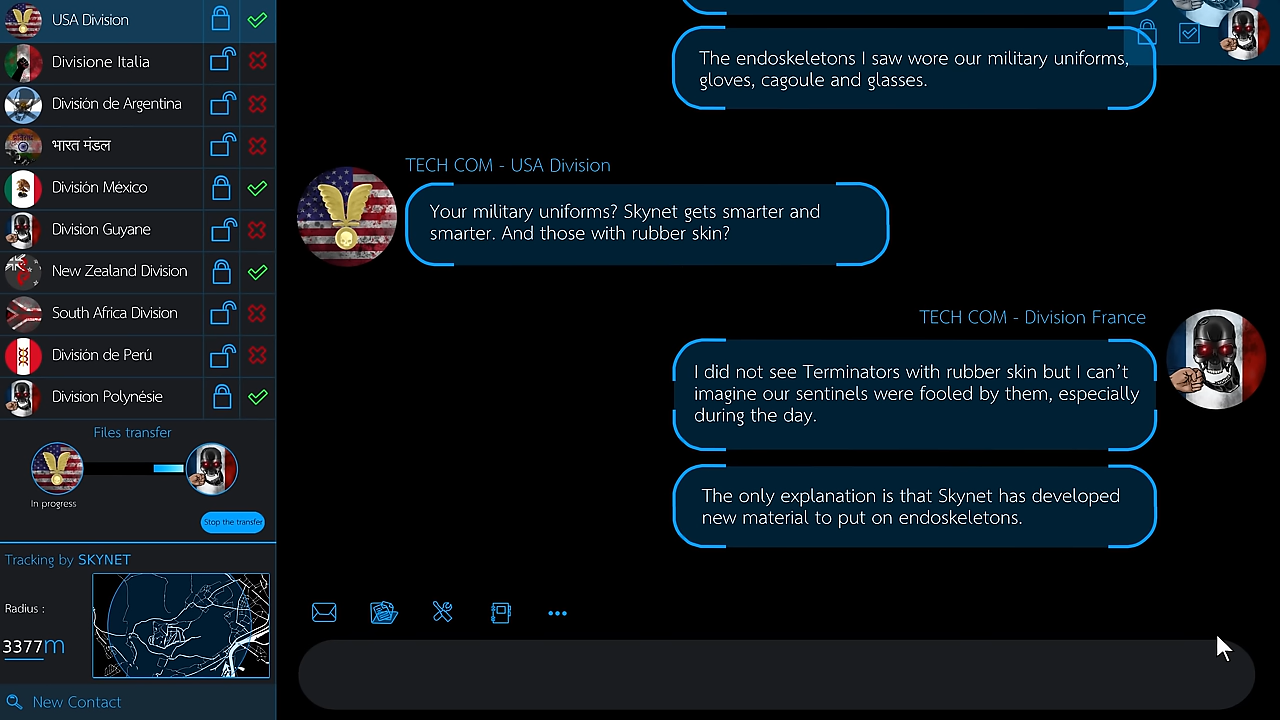 USA Division
Divisione Italia
División de Argentina
भारत मंडल
División México
Division Guyane
New Zealand Division
South Africa Division
División de Perú
Division Polynésie
Files transfer
In progress
Stop the transfer
Tracking by SKYNET
Radius :
3377m
New Contact
The endoskeletons I saw wore our military uniforms,
gloves, cagoule and glasses.
TECH COM - USA Division
Your military uniforms? Skynet gets smarter and
smarter. And those with rubber skin?
TECH COM - Division France
I did not see Terminators with rubber skin but I can’t
imagine our sentinels were fooled by them, especially
during the day.
The only explanation is that Skynet has developed
new material to put on endoskeletons.